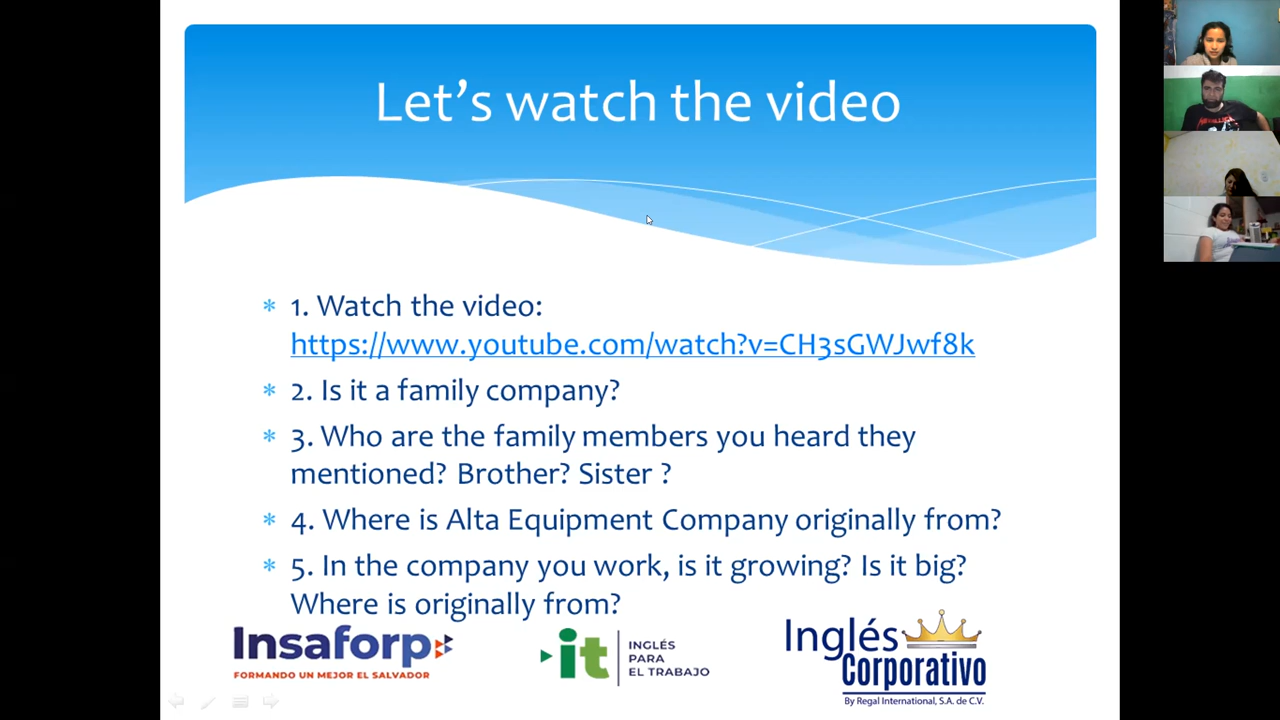 Let's watch the video
* 1. Watch the video:
https://www.youtube.com/watch?v=CH3sGWJwf8k
* 2. Is it a family company?
* 3. Who are the family members you heard they
mentioned? Brother? Sister ?
* 4. Where is Alta Equipment Company originally from?
* 5. In the company you work, is it growing? Is it big?
Where is originally from?
Insaforp
FORMANDO UN MEJOR EL SALVADOR
it
INGLÉS
PARA
EL TRABAJO
Inglés
Corporativo
By Regal International, S.A. de C.V.
METALLICA